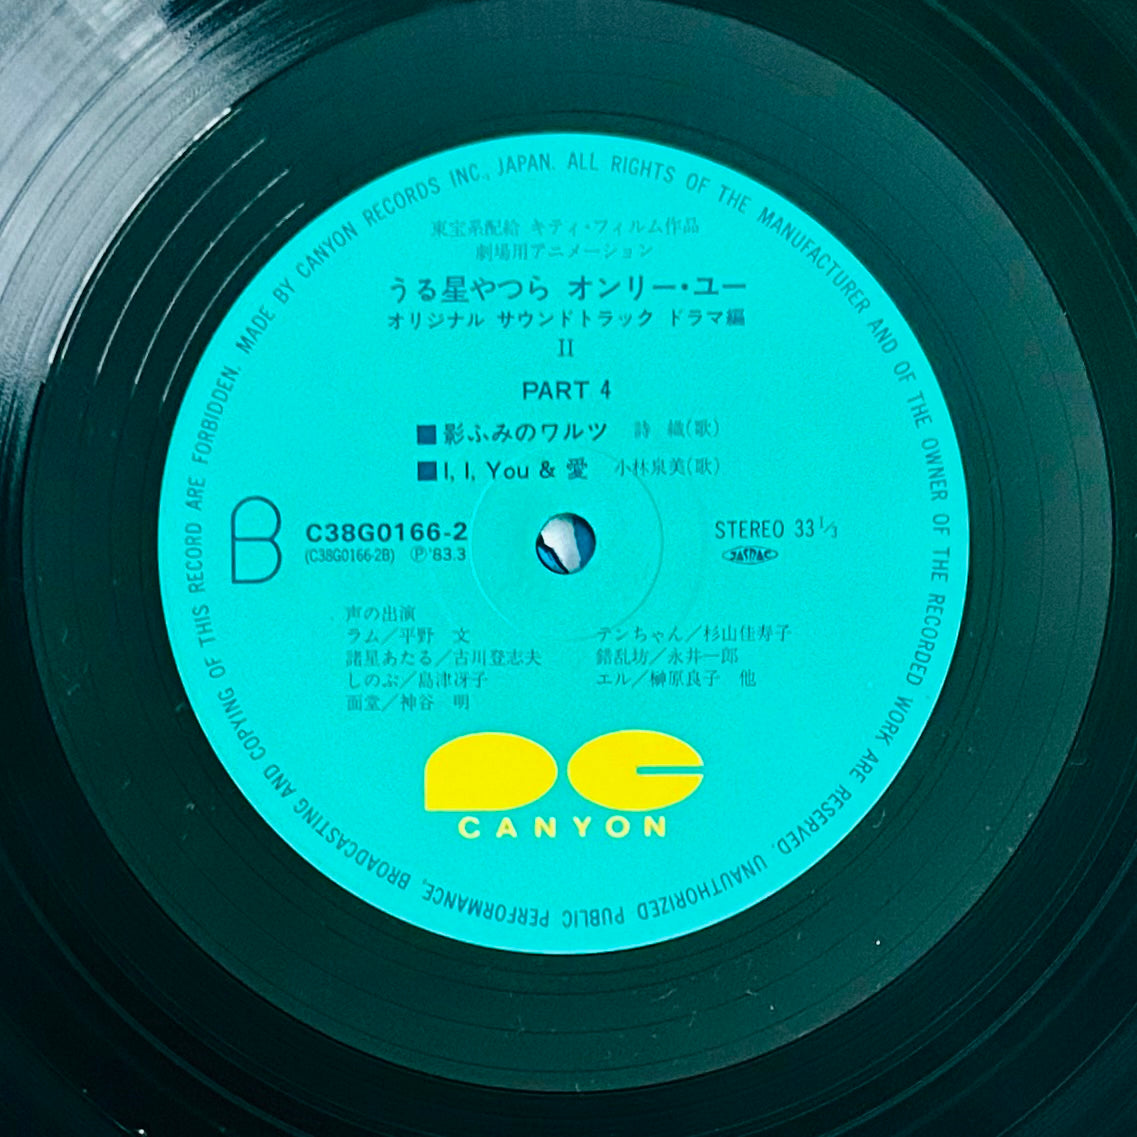 MADE BY CANYON RECORDS INC., JAPAN. ALL RIGHTS OF THE MANUFACTURER AND OF THE OWNER OF THE RECORDED WORK ARE RESERVED. UNAUTHORIZED PUBLIC PERFORMANCE, BROADCASTING AND COPYING OF THIS RECORD ARE FORBIDDEN.
東宝系配給 キティ・フィルム作品
劇場用アニメーション
うる星やつら オンリー・ユー
オリジナル サウンドトラック ドラマ編
II
PART 4
■影ふみのワルツ 詩 織(歌)
■I, I, You & 愛 小林泉美(歌)
B
C38G0166-2
(C38G0166-2B) Ⓟ'83.3
STEREO 33 1/3
JASRAC
声の出演
ラム/平野 文
諸星あたる/古川登志夫
しのぶ/島津冴子
面堂/神谷 明
テンちゃん/杉山佳寿子
錯乱坊/永井一郎
エル/榊原良子 他
CANYON